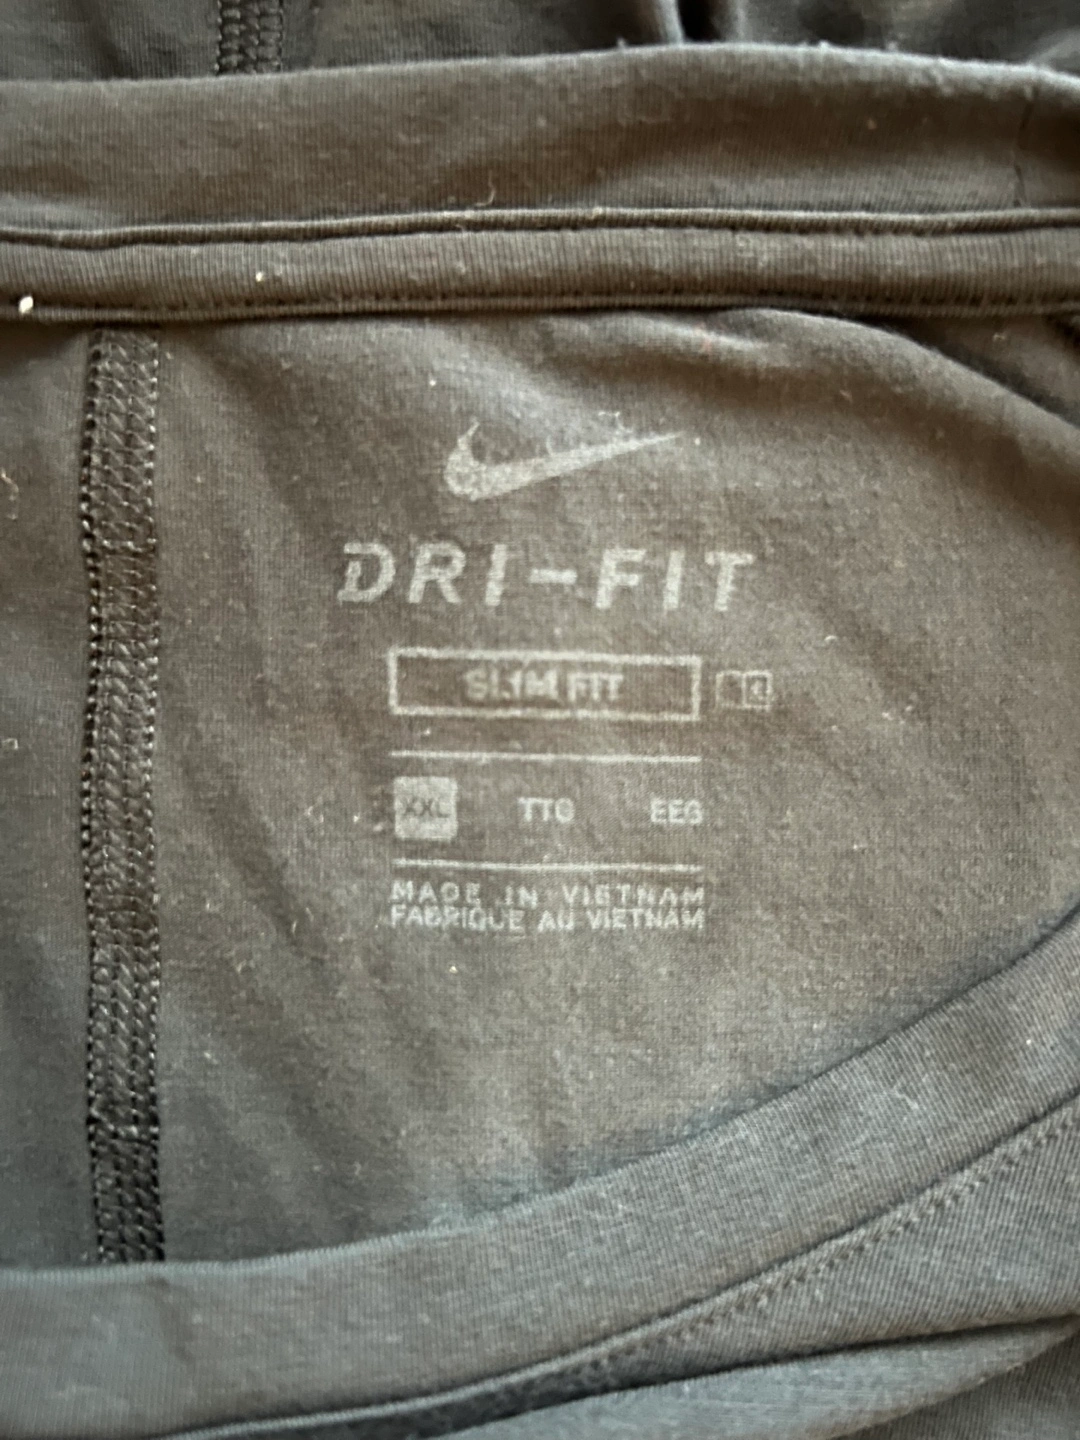 DRI-FIT
SLIM FIT
XXL TTG EEG
MADE IN VIETNAM
FABRIQUE AU VIETNAM